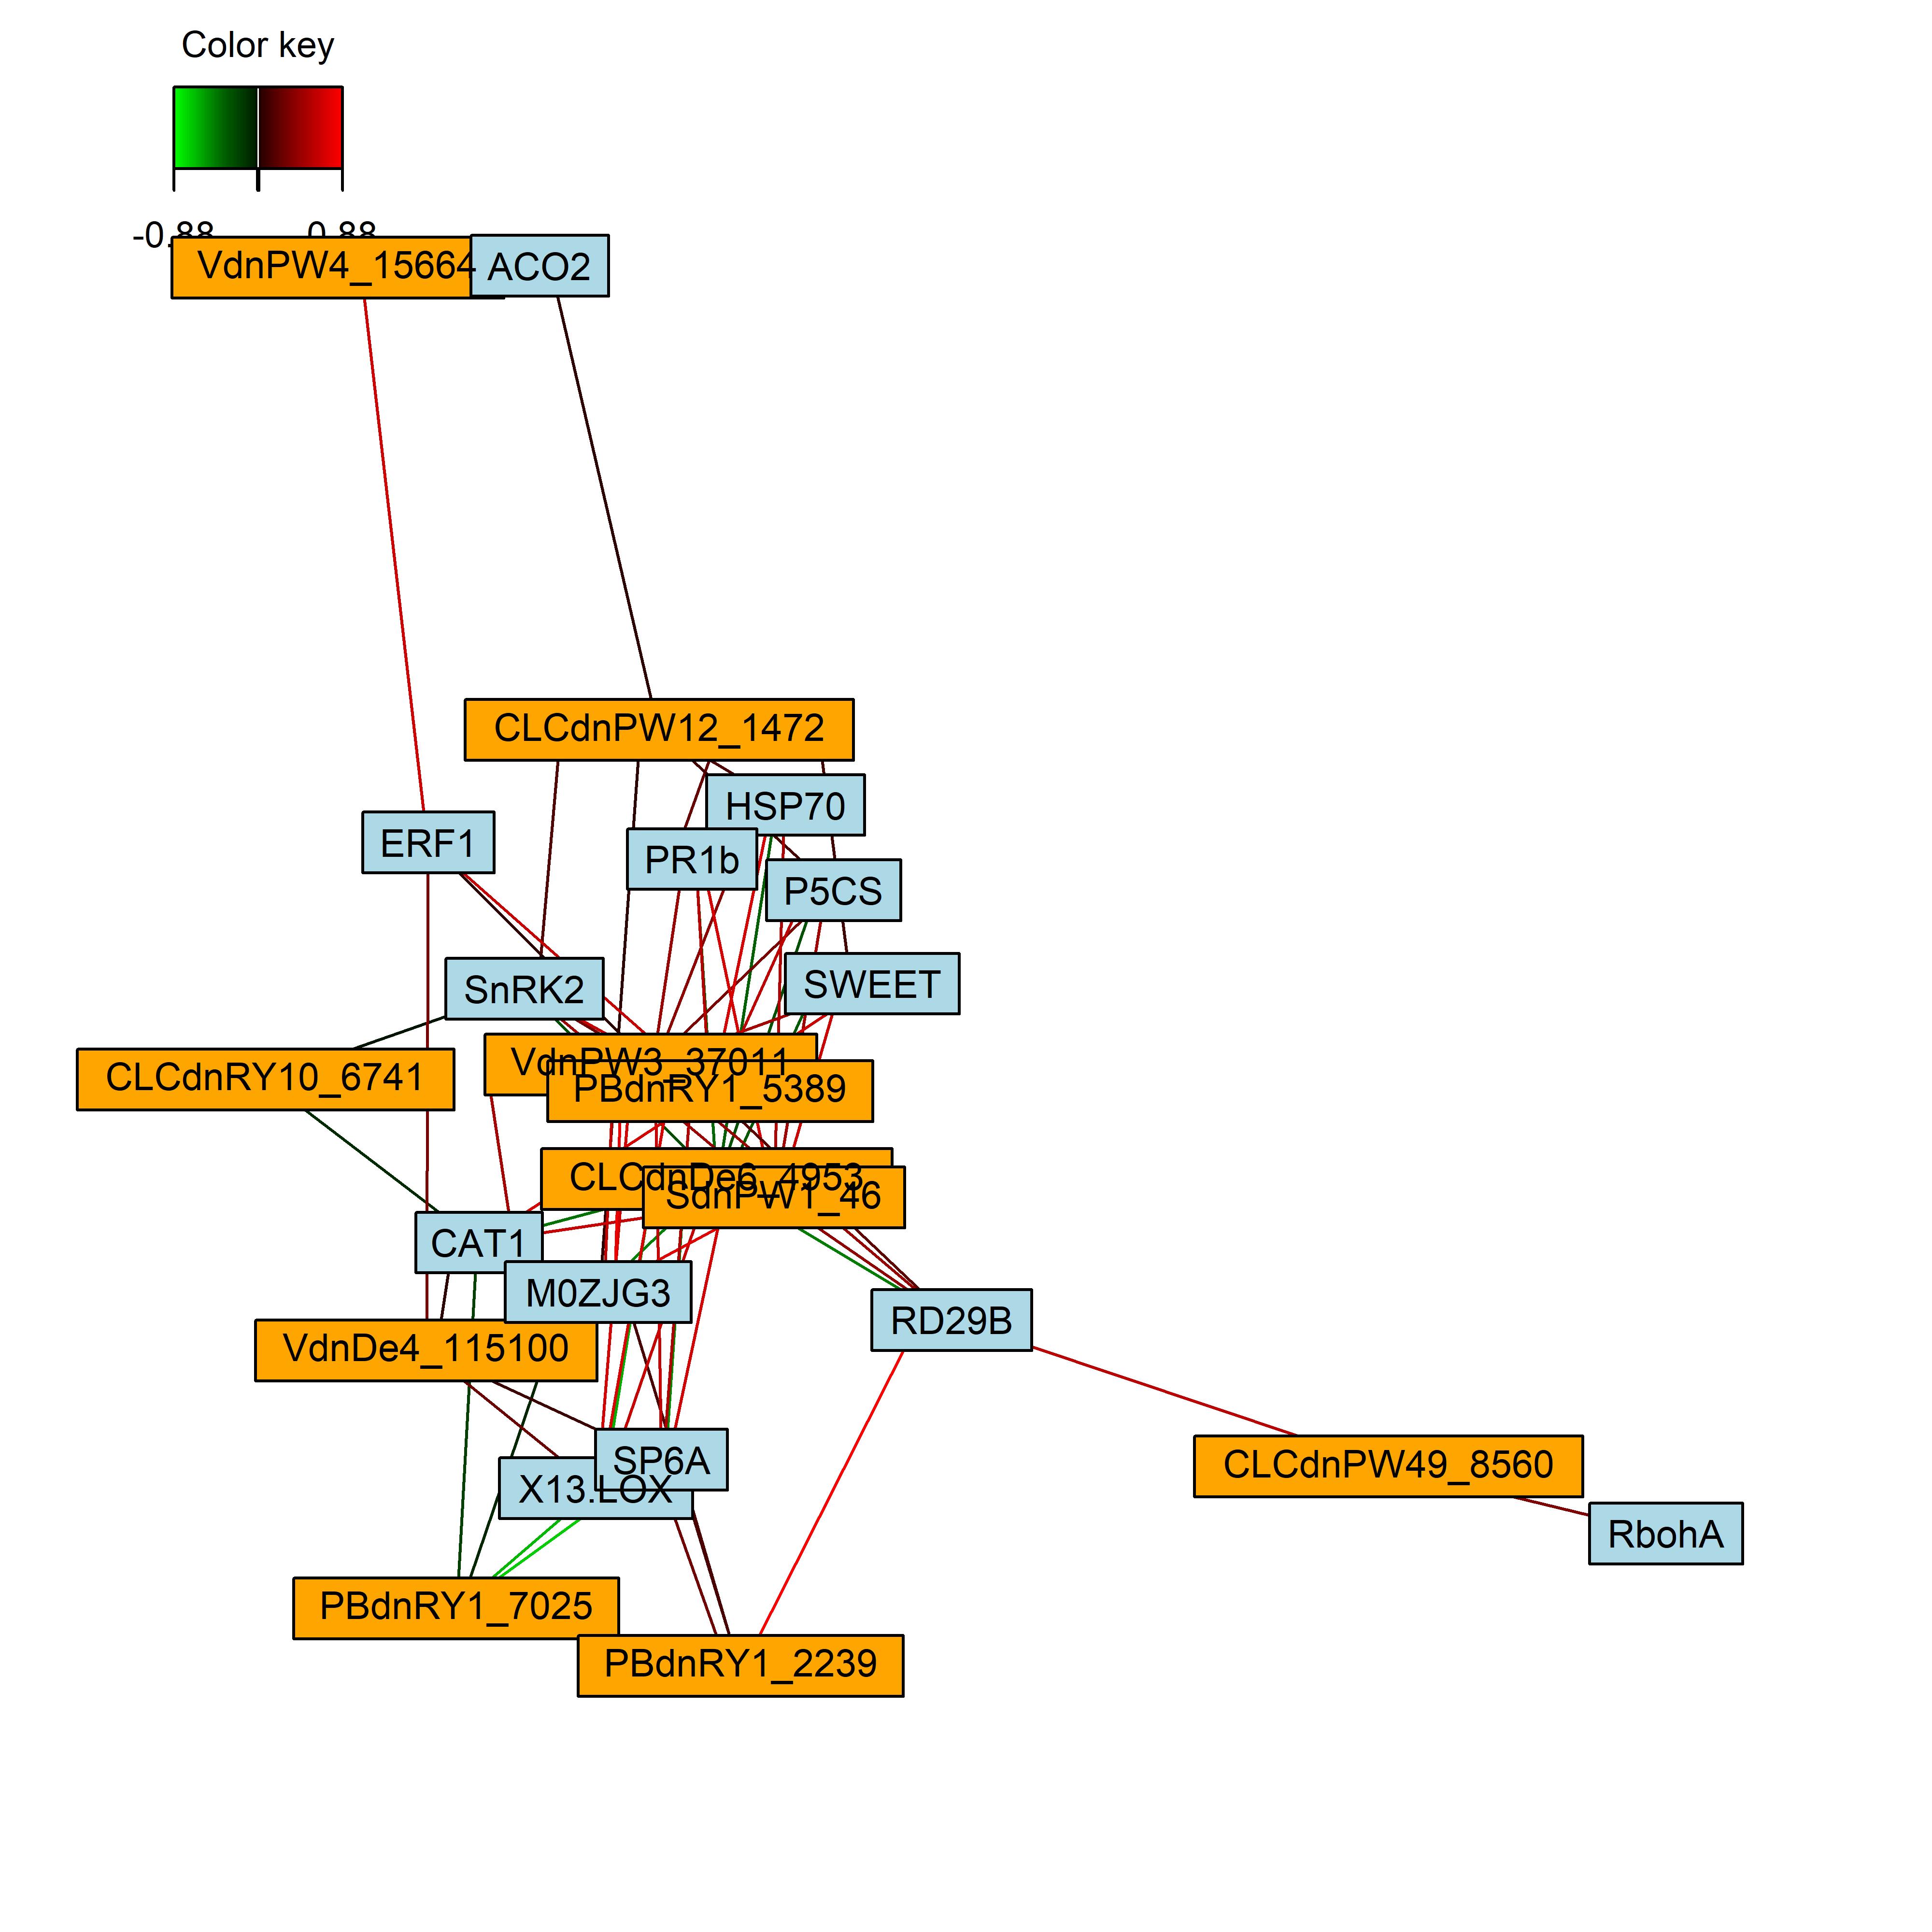 Color key
-0.88 0.88
VdnPW4_15664
ACO2
CLCdnPW12_1472
HSP70
ERF1
PR1b
P5CS
SnRK2
SWEET
VdnPW3_37011
CLCdnRY10_6741
PBdnRY1_5389
CLCdnDe6_4953
SdnPW1_46
CAT1
M0ZJG3
RD29B
VdnDe4_115100
SP6A
CLCdnPW49_8560
X13.LOX
RbohA
PBdnRY1_7025
PBdnRY1_2239